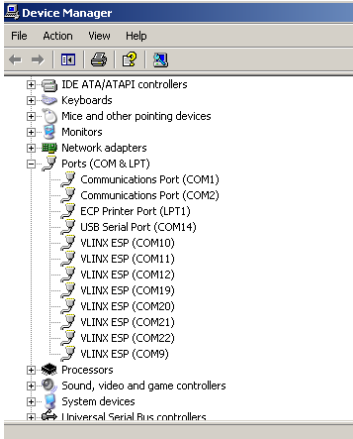 Device Manager
File Action View Help
IDE ATA/ATAPI controllers
Keyboards
Mice and other pointing devices
Monitors
Network adapters
Ports (COM & LPT)
Communications Port (COM1)
Communications Port (COM2)
ECP Printer Port (LPT1)
USB Serial Port (COM14)
VLINX ESP (COM10)
VLINX ESP (COM11)
VLINX ESP (COM12)
VLINX ESP (COM19)
VLINX ESP (COM20)
VLINX ESP (COM21)
VLINX ESP (COM22)
VLINX ESP (COM9)
Processors
Sound, video and game controllers
System devices
Universal Serial Bus controllers